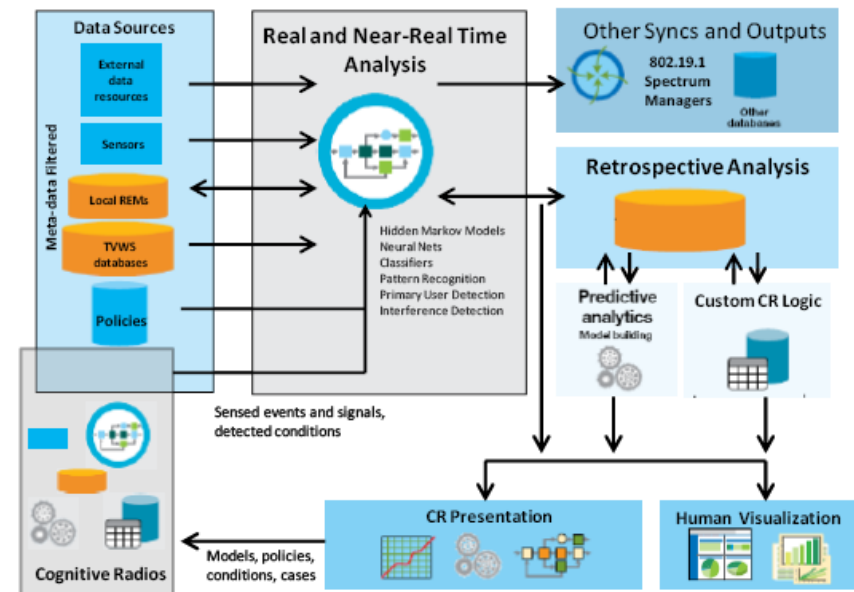 Data Sources
External
data
resources
Sensors
Local REMs
TVWS
databases
Policies
Meta-data Filtered
Real and Near-Real Time
Analysis
Hidden Markov Models
Neural Nets
Classifiers
Pattern Recognition
Primary User Detection
Interference Detection
Other Syncs and Outputs
802.19.1
Spectrum
Managers
Other
databases
Retrospective Analysis
Predictive
analytics
Model building
Custom CR Logic
Sensed events and signals,
detected conditions
Cognitive Radios
Models, policies,
conditions, cases
CR Presentation
Human Visualization